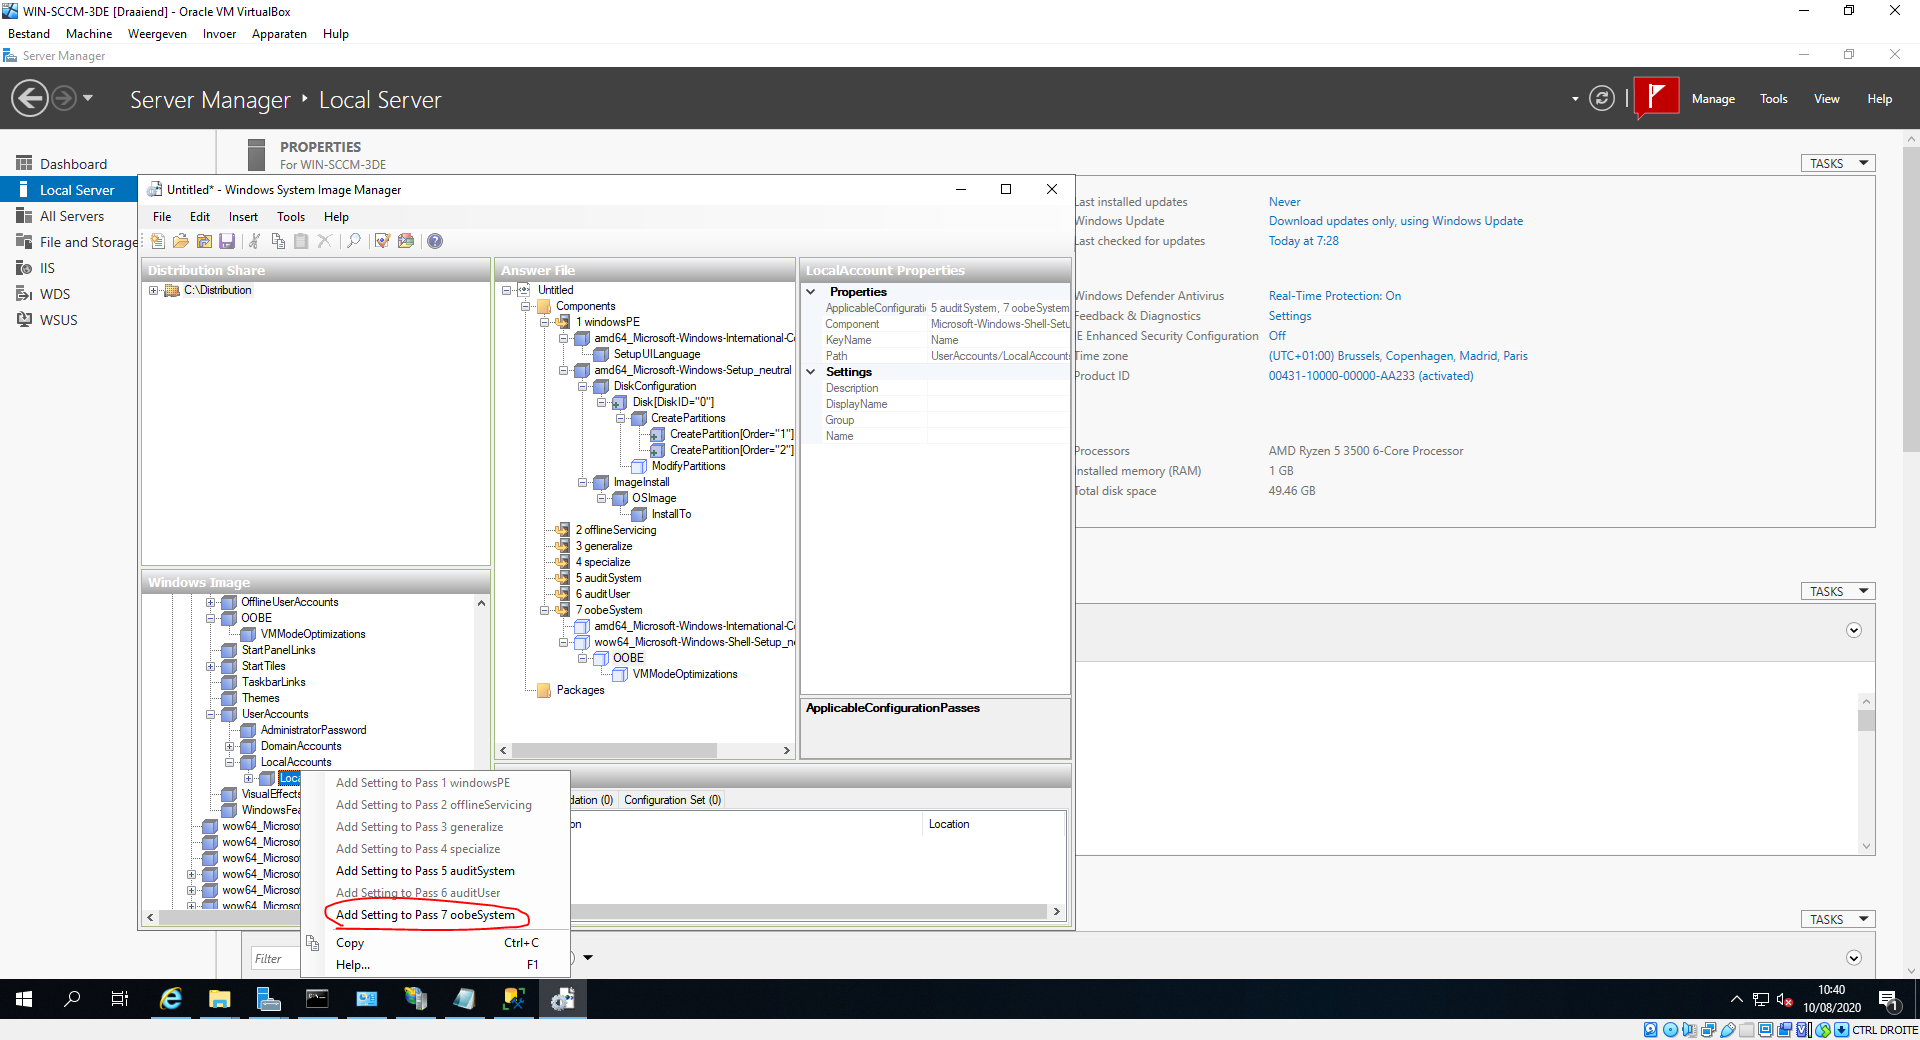 WIN-SCCM-3DE [Draaiend] - Oracle VM VirtualBox
Bestand Machine Weergeven Invoer Apparaten Hulp
Server Manager
Server Manager Local Server
Manage Tools View Help
Dashboard
Local Server
All Servers
File and Storage
IIS
WDS
WSUS
PROPERTIES
For WIN-SCCM-3DE
TASKS
Untitled* - Windows System Image Manager
File Edit Insert Tools Help
Distribution Share
C:\Distribution
Windows Image
OfflineUserAccounts
OOBE
VMModeOptimizations
StartPanelLinks
StartTiles
TaskbarLinks
Themes
UserAccounts
AdministratorPassword
DomainAccounts
LocalAccounts
Loca
VisualEffects
WindowsFea
wow64_Microsof
wow64_Microsof
wow64_Microsof
wow64_Microsof
wow64_Microsof
wow64_Microsof
Answer File
Untitled
Components
1 windowsPE
amd64_Microsoft-Windows-International-Co
SetupUILanguage
amd64_Microsoft-Windows-Setup_neutral
DiskConfiguration
Disk[DiskID="0"]
CreatePartitions
CreatePartition[Order="1"]
CreatePartition[Order="2"]
ModifyPartitions
ImageInstall
OSImage
InstallTo
2 offlineServicing
3 generalize
4 specialize
5 auditSystem
6 auditUser
7 oobeSystem
amd64_Microsoft-Windows-International-Co
wow64_Microsoft-Windows-Shell-Setup_ne
OOBE
VMModeOptimizations
Packages
LocalAccount Properties
Properties
ApplicableConfigurati 5 auditSystem, 7 oobeSystem
Component Microsoft-Windows-Shell-Setu
KeyName Name
Path UserAccounts/LocalAccounts
Settings
Description
DisplayName
Group
Name
ApplicableConfigurationPasses
dation (0) Configuration Set (0)
on Location
Add Setting to Pass 1 windowsPE
Add Setting to Pass 2 offlineServicing
Add Setting to Pass 3 generalize
Add Setting to Pass 4 specialize
Add Setting to Pass 5 auditSystem
Add Setting to Pass 6 auditUser
Add Setting to Pass 7 oobeSystem
Copy Ctrl+C
Help... F1
Last installed updates Never
Windows Update Download updates only, using Windows Update
Last checked for updates Today at 7:28
Windows Defender Antivirus Real-Time Protection: On
Feedback & Diagnostics Settings
IE Enhanced Security Configuration Off
Time zone (UTC+01:00) Brussels, Copenhagen, Madrid, Paris
Product ID 00431-10000-00000-AA233 (activated)
Processors AMD Ryzen 5 3500 6-Core Processor
Installed memory (RAM) 1 GB
Total disk space 49.46 GB
TASKS
TASKS
Filter
10:40
10/08/2020
1
CTRL DROITE